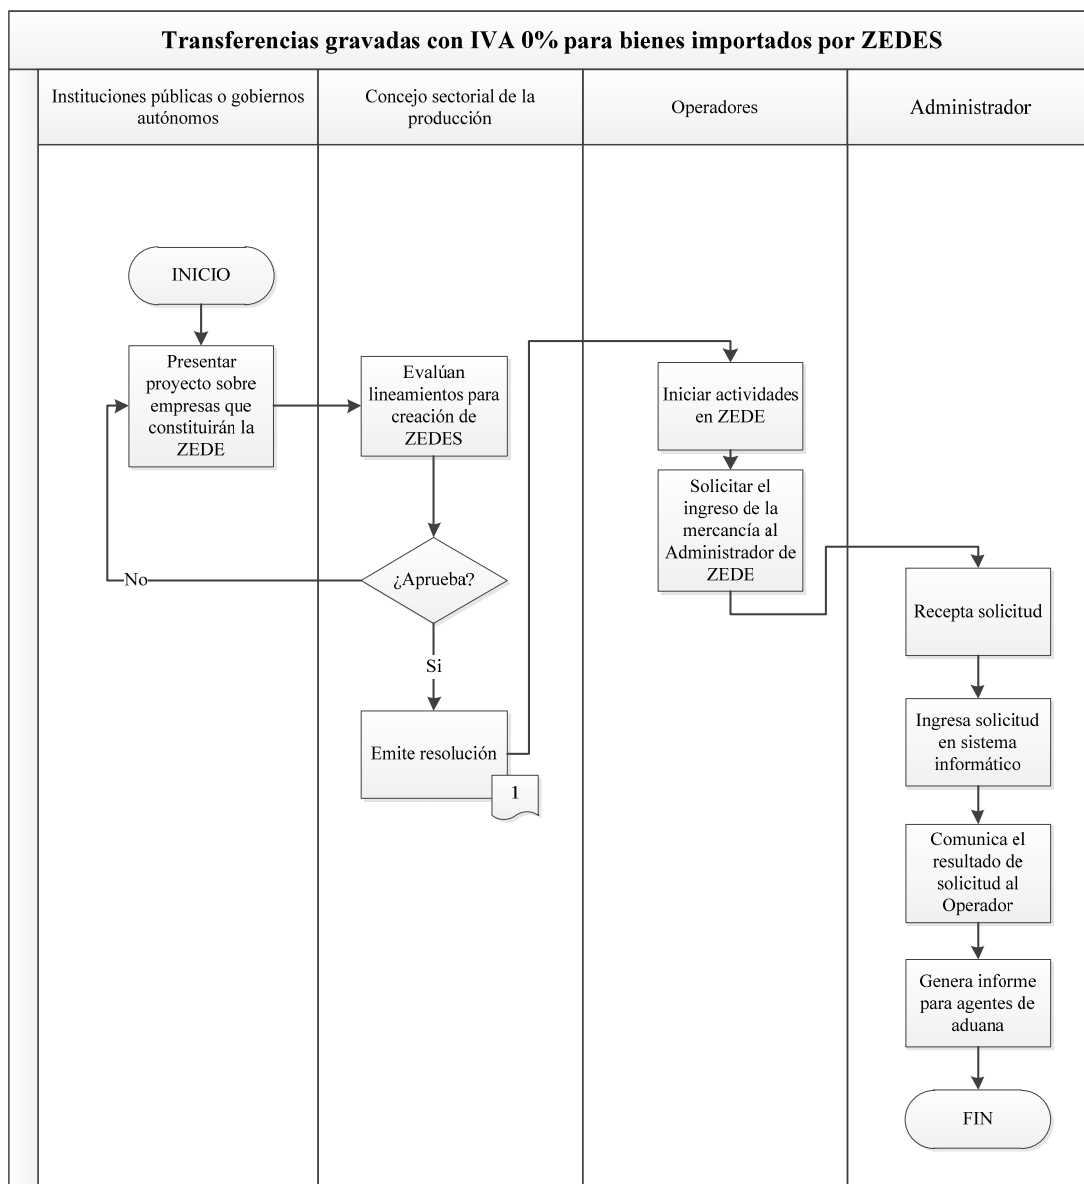 Transferencias gravadas con IVA 0% para bienes importados por ZEDES
Instituciones públicas o gobiernos
autónomos
Concejo sectorial de la
producción
Operadores
Administrador
INICIO
Presentar
proyecto sobre
empresas que
constituirán la
ZEDE
Evalúan
lineamientos para
creación de
ZEDES
¿Aprueba?
No
Si
Emite resolución
1
Iniciar actividades
en ZEDE
Solicitar el
ingreso de la
mercancía al
Administrador de
ZEDE
Recepta solicitud
Ingresa solicitud
en sistema
informático
Comunica el
resultado de
solicitud al
Operador
Genera informe
para agentes de
aduana
FIN